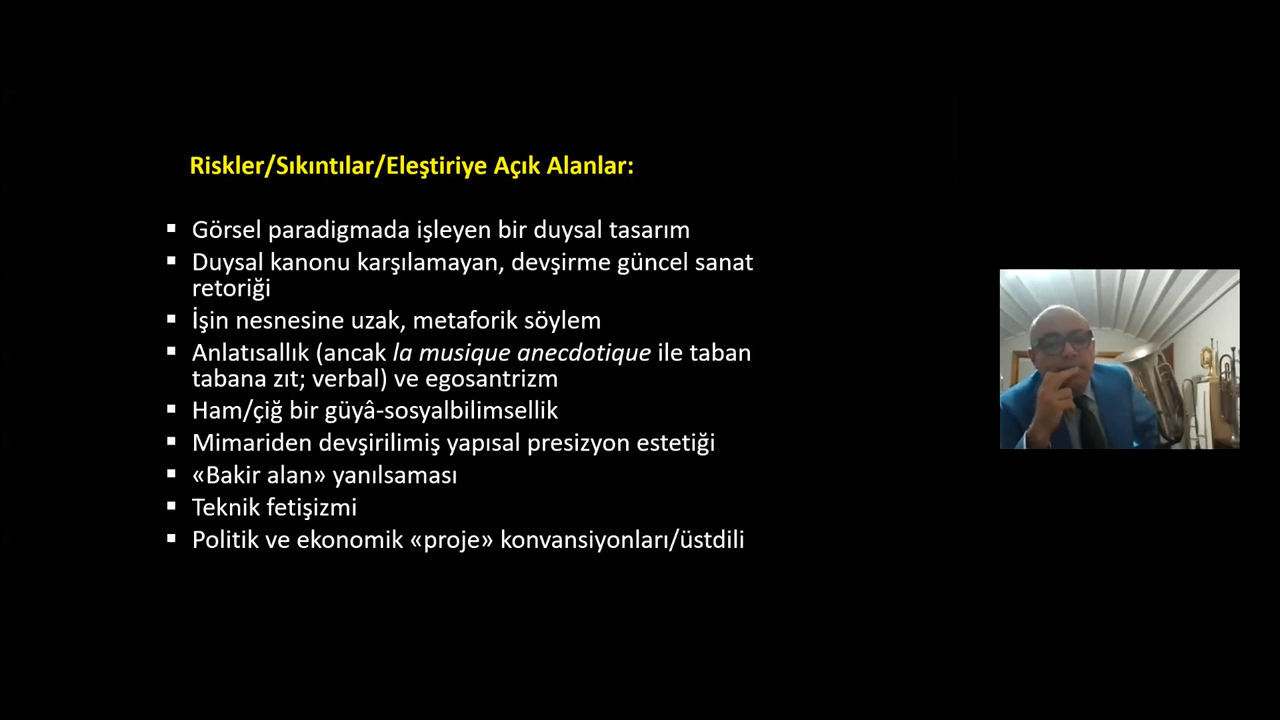 Riskler/Sıkıntılar/Eleştiriye Açık Alanlar:
▪ Görsel paradigmada işleyen bir duysal tasarım
▪ Duysal kanonu karşılamayan, devşirme güncel sanat
retoriği
▪ İşin nesnesine uzak, metaforik söylem
▪ Anlatısallık (ancak la musique anecdotique ile taban
tabana zıt; verbal) ve egosantrizm
▪ Ham/çiğ bir güyâ-sosyalbilimsellik
▪ Mimariden devşirilimiş yapısal presizyon estetiği
▪ «Bakir alan» yanılsaması
▪ Teknik fetişizmi
▪ Politik ve ekonomik «proje» konvansiyonları/üstdili